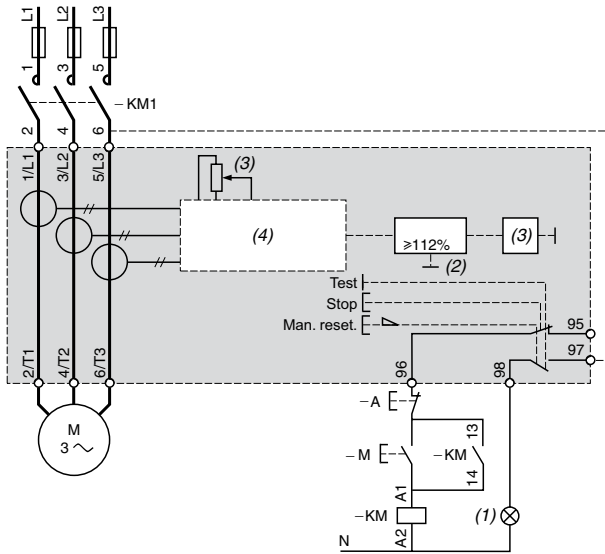 L1 L2 L3
1 3 5
–KM1
2 4 6
1/L1 3/L2 5/L3
(3)
(4)
≥112%
(2)
(3)
Test
Stop
Man. reset.
95
97
96 98
2/T1 4/T2 6/T3
M
3
–A
–M
–KM
13
14
A1
–KM
A2
(1)
N